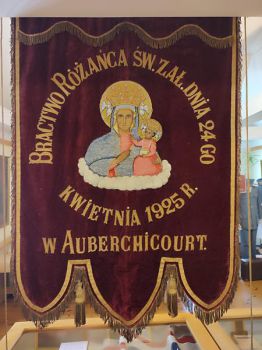 BRACTWO RÓŻAŃCA ŚW. ZAŁ. DNIA 24-GO
KWIETNIA 1925 R.
W AUBERCHICOURT.